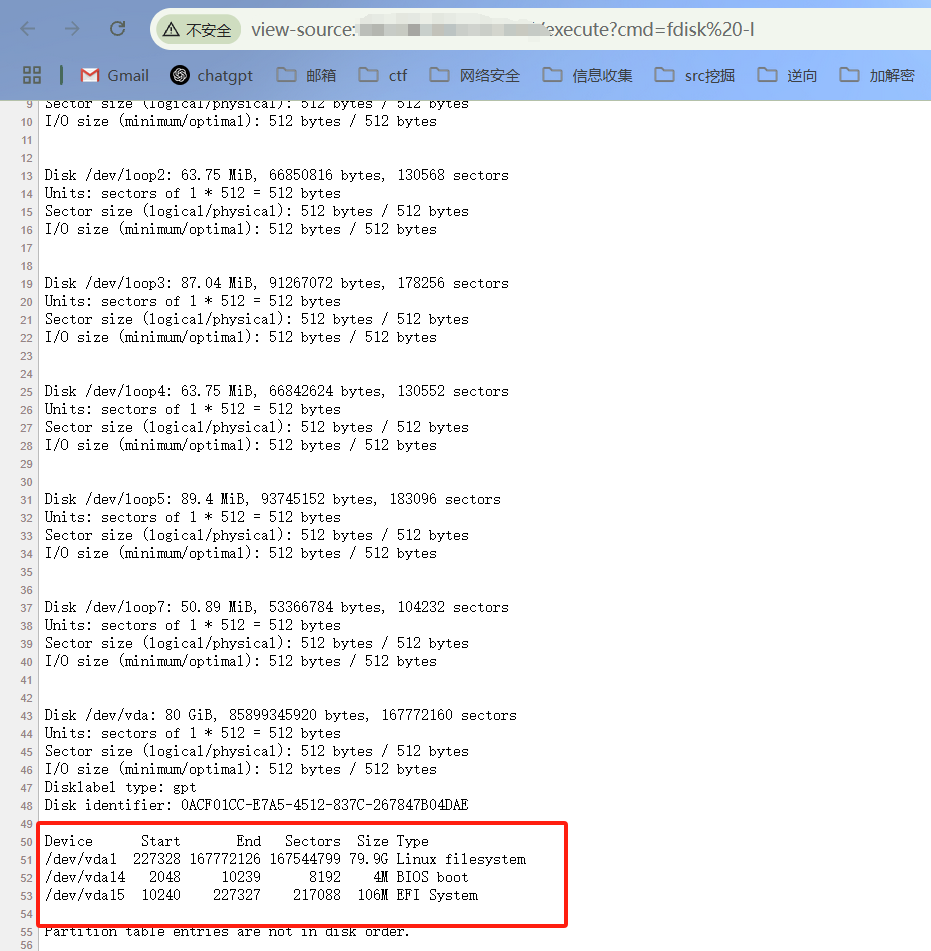 不安全 view-source: /execute?cmd=fdisk%20-l
Gmail chatgpt 邮箱 ctf 网络安全 信息收集 src挖掘 逆向 加解密
9 Sector size (logical/physical): 512 bytes / 512 bytes
10 I/O size (minimum/optimal): 512 bytes / 512 bytes
11
12
13 Disk /dev/loop2: 63.75 MiB, 66850816 bytes, 130568 sectors
14 Units: sectors of 1 * 512 = 512 bytes
15 Sector size (logical/physical): 512 bytes / 512 bytes
16 I/O size (minimum/optimal): 512 bytes / 512 bytes
17
18
19 Disk /dev/loop3: 87.04 MiB, 91267072 bytes, 178256 sectors
20 Units: sectors of 1 * 512 = 512 bytes
21 Sector size (logical/physical): 512 bytes / 512 bytes
22 I/O size (minimum/optimal): 512 bytes / 512 bytes
23
24
25 Disk /dev/loop4: 63.75 MiB, 66842624 bytes, 130552 sectors
26 Units: sectors of 1 * 512 = 512 bytes
27 Sector size (logical/physical): 512 bytes / 512 bytes
28 I/O size (minimum/optimal): 512 bytes / 512 bytes
29
30
31 Disk /dev/loop5: 89.4 MiB, 93745152 bytes, 183096 sectors
32 Units: sectors of 1 * 512 = 512 bytes
33 Sector size (logical/physical): 512 bytes / 512 bytes
34 I/O size (minimum/optimal): 512 bytes / 512 bytes
35
36
37 Disk /dev/loop7: 50.89 MiB, 53366784 bytes, 104232 sectors
38 Units: sectors of 1 * 512 = 512 bytes
39 Sector size (logical/physical): 512 bytes / 512 bytes
40 I/O size (minimum/optimal): 512 bytes / 512 bytes
41
42
43 Disk /dev/vda: 80 GiB, 85899345920 bytes, 167772160 sectors
44 Units: sectors of 1 * 512 = 512 bytes
45 Sector size (logical/physical): 512 bytes / 512 bytes
46 I/O size (minimum/optimal): 512 bytes / 512 bytes
47 Disklabel type: gpt
48 Disk identifier: 0ACF01CC-E7A5-4512-837C-267847B04DAE
49
50 Device Start End Sectors Size Type
51 /dev/vda1 227328 167772126 167544799 79.9G Linux filesystem
52 /dev/vda14 2048 10239 8192 4M BIOS boot
53 /dev/vda15 10240 227327 217088 106M EFI System
54
55 Partition table entries are not in disk order.
56